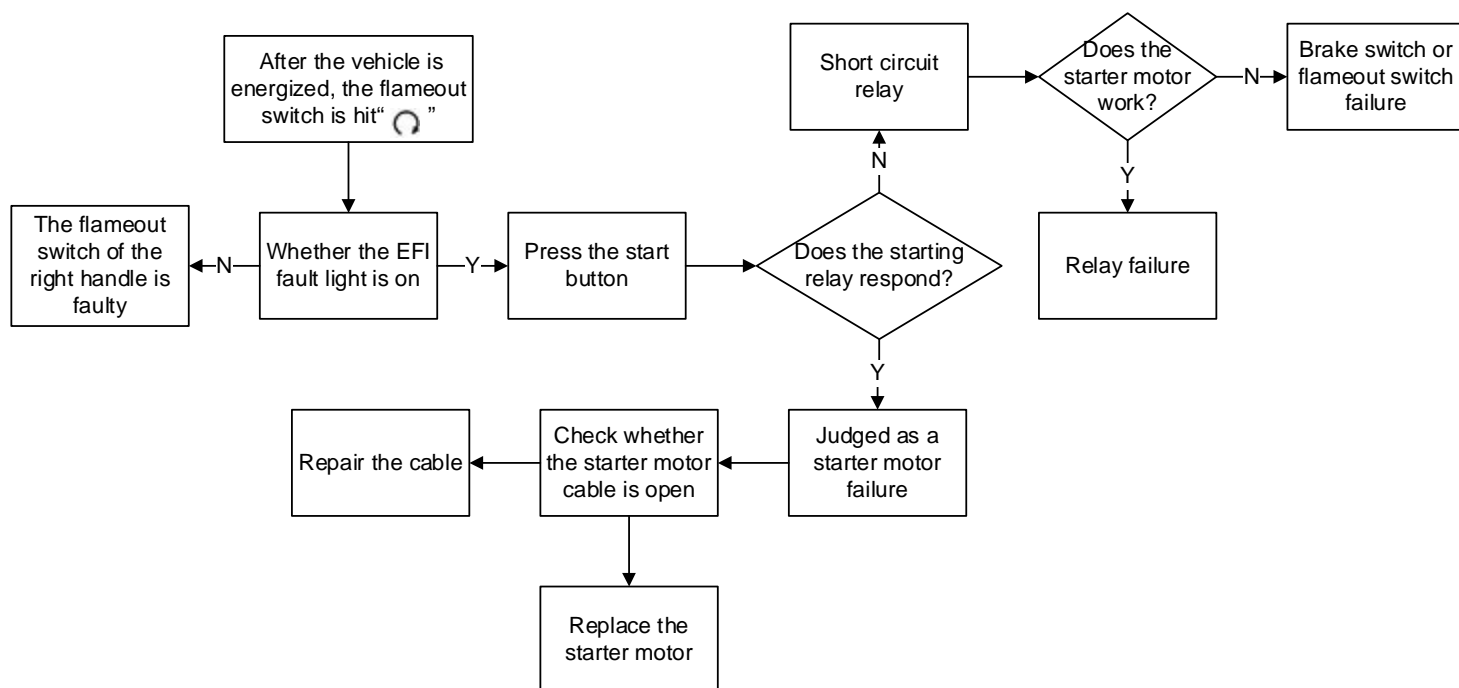 After the vehicle is
energized, the flameout
switch is hit“ ”
Short circuit
relay
Does the
starter motor
work?
N
Brake switch or
flameout switch
failure
N
Y
The flameout
switch of the
right handle is
faulty
N
Whether the EFI
fault light is on
Y
Press the start
button
Does the starting
relay respond?
Relay failure
Y
Repair the cable
Check whether
the starter motor
cable is open
Judged as a
starter motor
failure
Replace the
starter motor